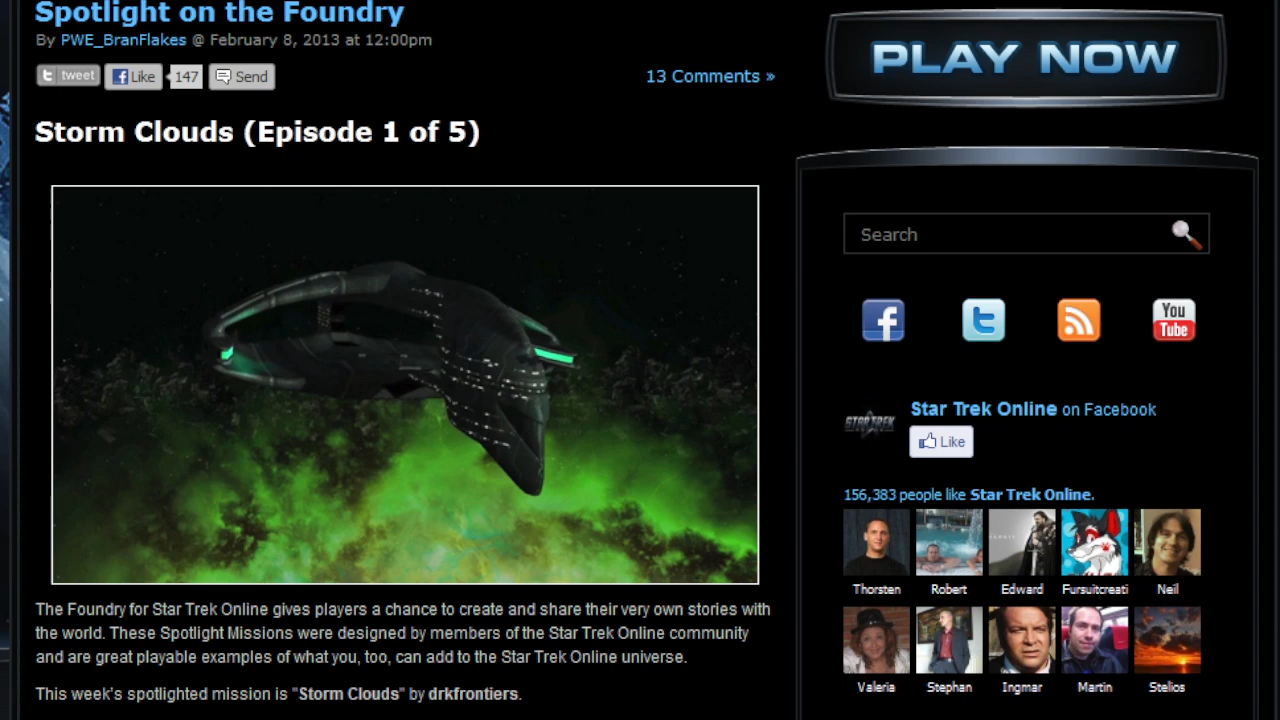 Spotlight on the Foundry
By PWE_BranFlakes @ February 8, 2013 at 12:00pm
tweet
Like
147
Send
13 Comments »
Storm Clouds (Episode 1 of 5)
The Foundry for Star Trek Online gives players a chance to create and share their very own stories with
the world. These Spotlight Missions were designed by members of the Star Trek Online community
and are great playable examples of what you, too, can add to the Star Trek Online universe.
This week's spotlighted mission is "Storm Clouds" by drkfrontiers.
PLAY NOW
Search
You
Tube
STAR TREK
Star Trek Online on Facebook
Like
156,383 people like Star Trek Online.
Thorsten
Robert
Edward
Fursuitcreati
Neil
Valeria
Stephan
Ingmar
Martin
Stelios